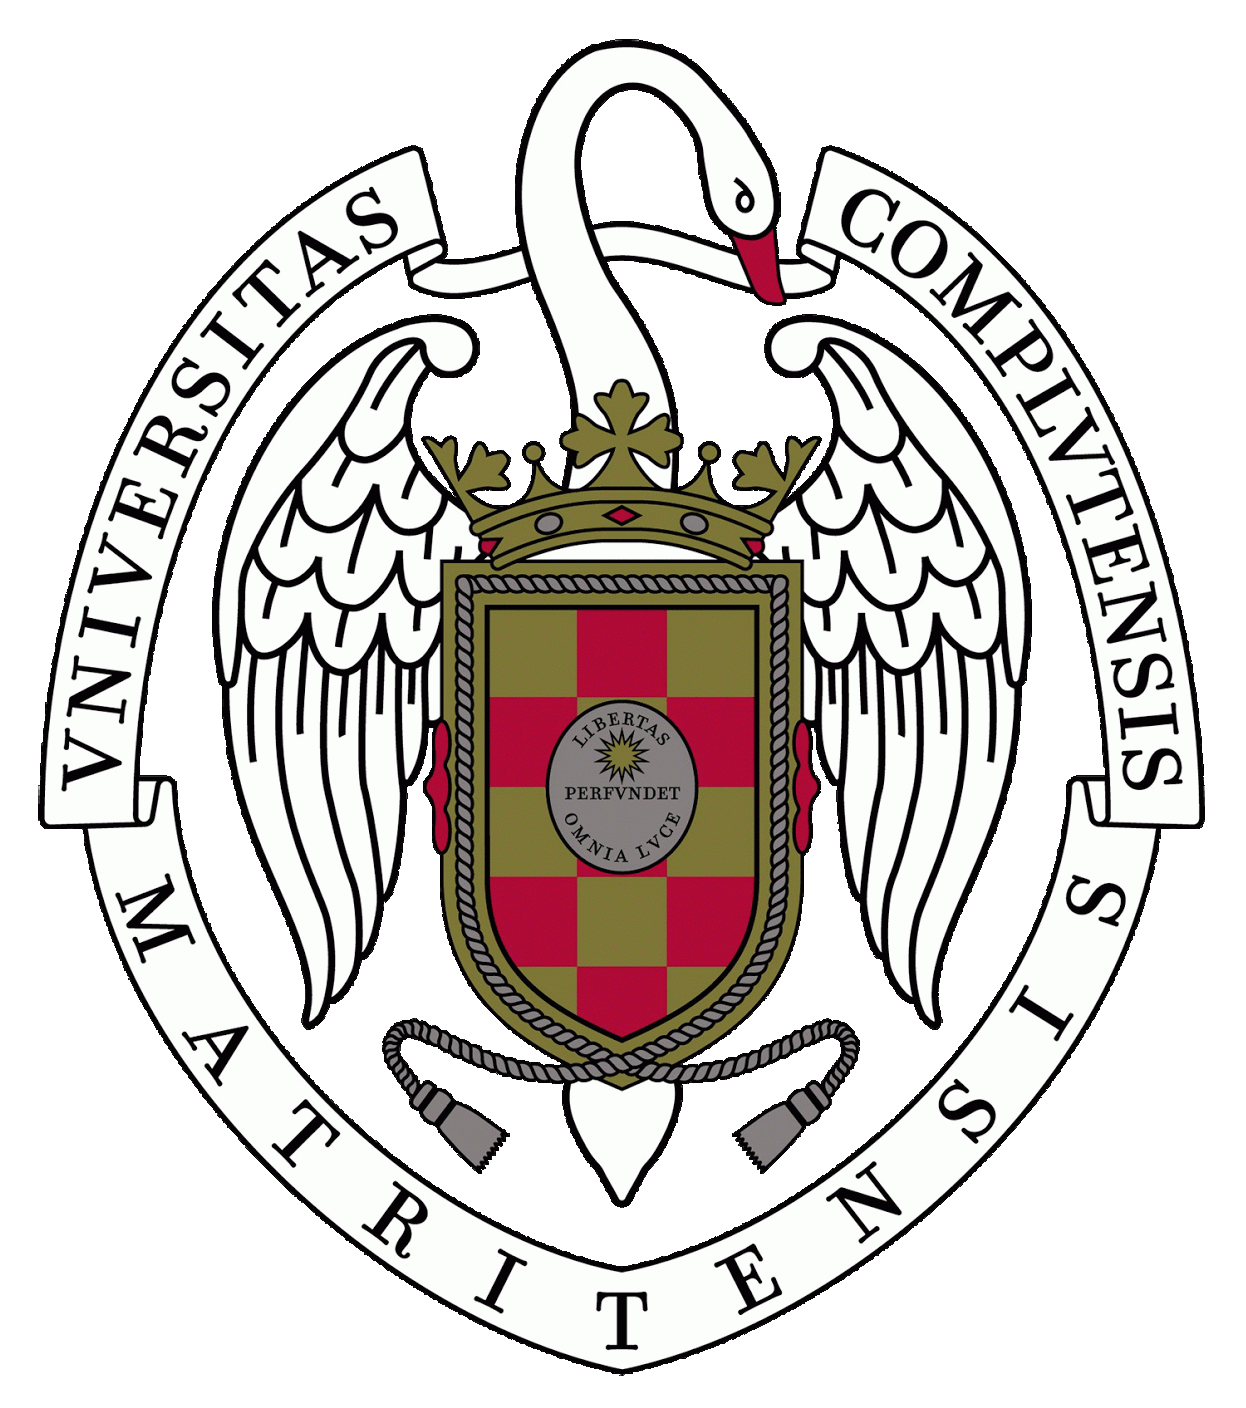 VNIVERSITAS
COMPLVTENSIS
MATRITENSIS
LIBERTAS
PERFVNDET
OMNIA LVCE